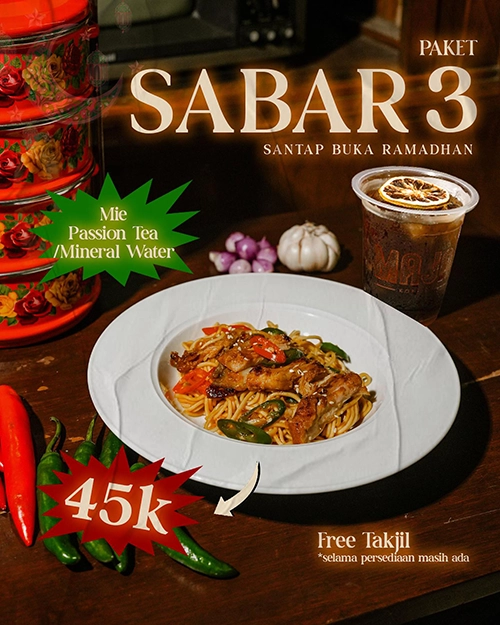 PAKET
SABAR 3
SANTAP BUKA RAMADHAN
Mie
Passion Tea
/Mineral Water
45k
Free Takjil
*selama persediaan masih ada